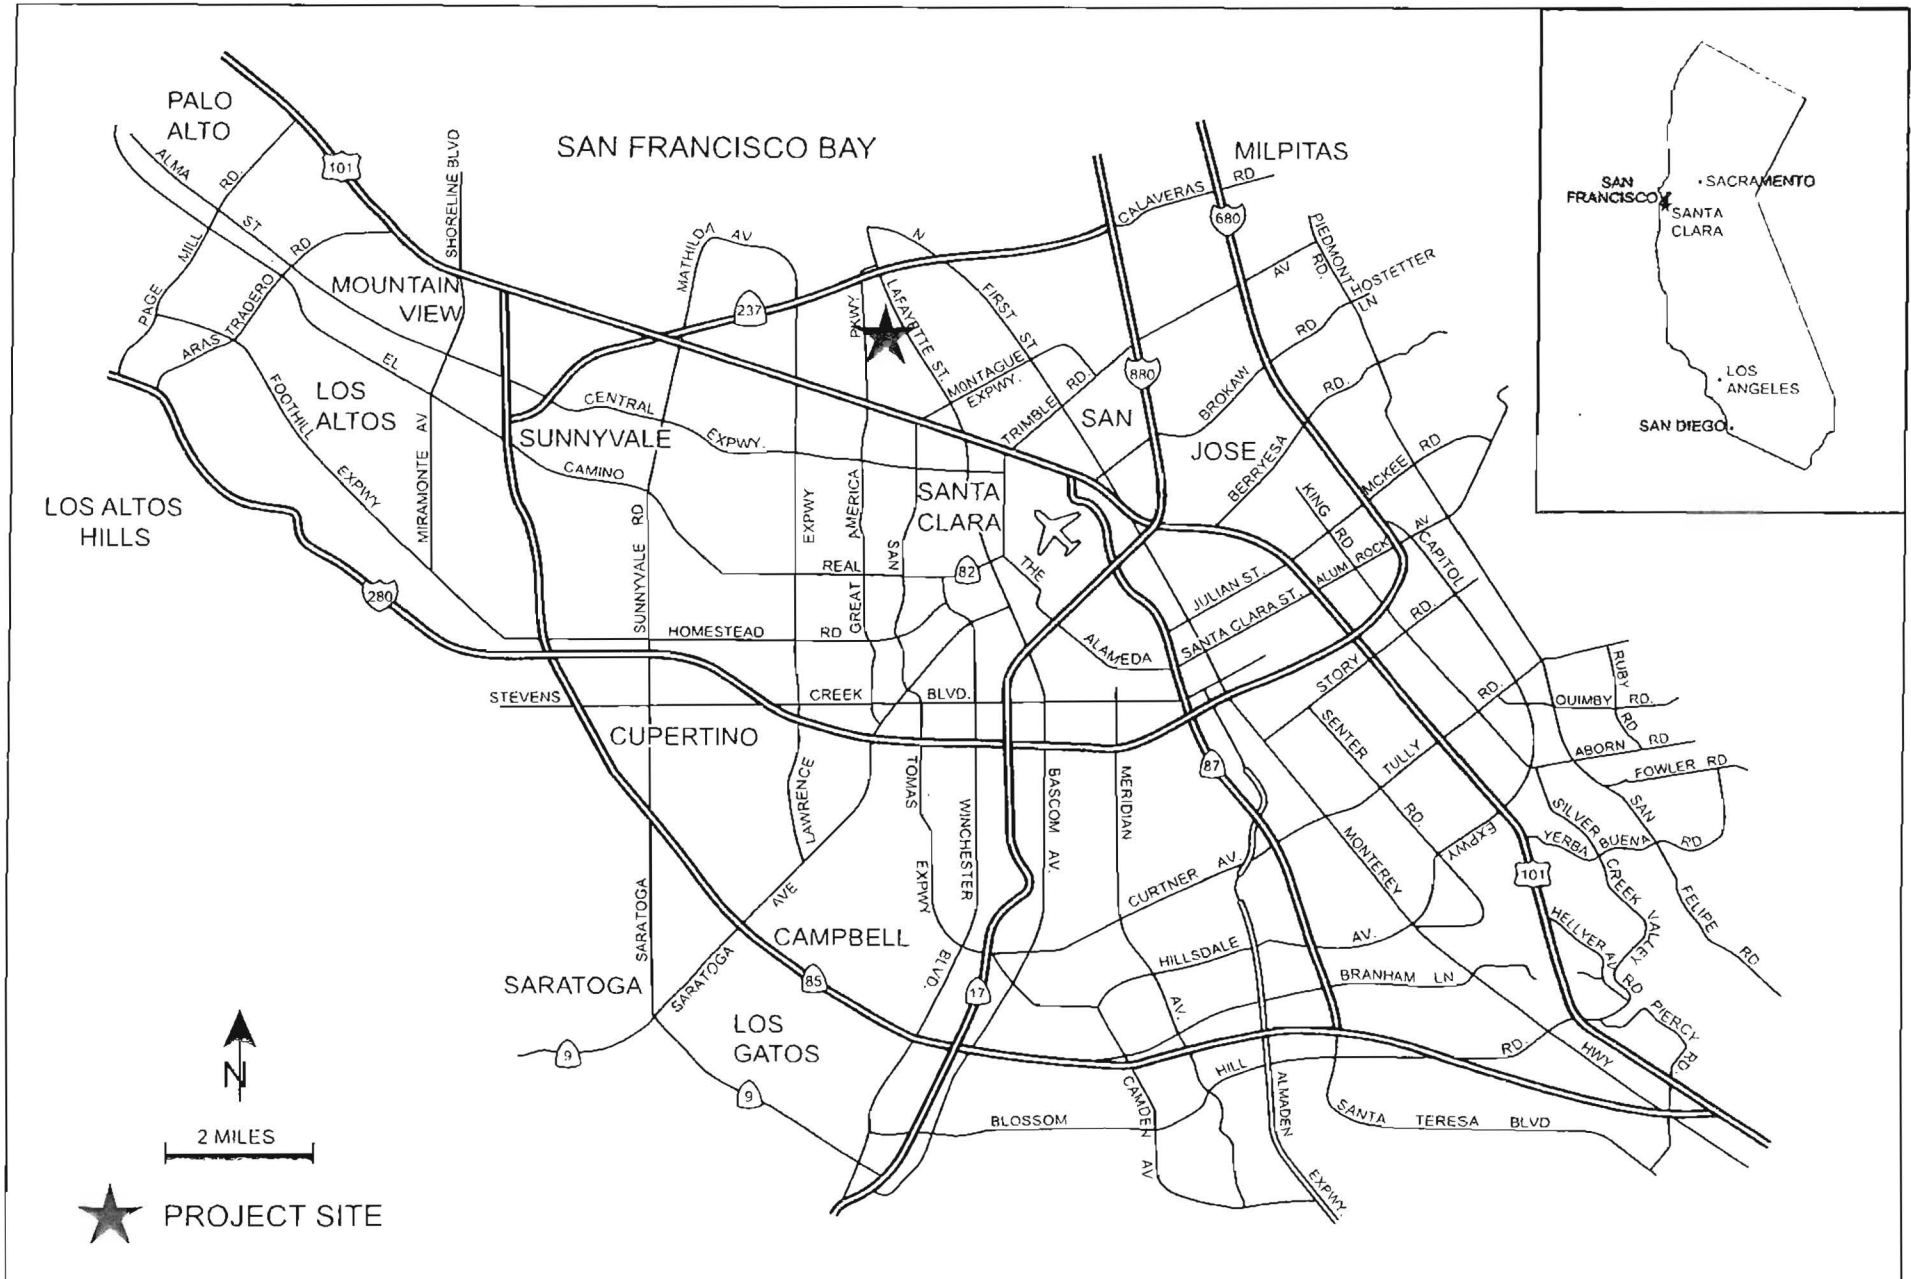 PALO
ALTO
101
ALMA
ST
PAGE
MILL
RD.
SHORELINE BLVD
SAN FRANCISCO BAY
MILPITAS
CALAVERAS
RD
680
SAN
FRANCISCO
SACRAMENTO
SANTA
CLARA
LOS
ANGELES
SAN DIEGO
MATHILDA
AV
N
FIRST
ST
237
PKWY
LAFAYETTE ST.
PIEDMONT
RD.
HOSTETTER
LN
AV
ARASTRADERO
RD
MOUNTAIN
VIEW
EL
LOS
ALTOS
FOOTHILL
EXPWY
MIRAMONTE AV
SUNNYVALE
CENTRAL
EXPWY.
CAMINO
MONTAGUE
EXPWY.
TRIMBLE
RD.
880
SAN
JOSE
BROKAW
RD
BERRYESA
RD.
MCKEE
RD
KING
RD
ALUM
ROCK
AV
CAPITOL
LOS ALTOS
HILLS
280
SUNNYVALE
RD
EXPWY
GREAT
AMERICA
SAN
SANTA
CLARA
REAL
82
THE
ALAMEDA
JULIAN ST.
SANTA CLARA ST.
HOMESTEAD
RD
STEVENS
CREEK
BLVD.
CUPERTINO
STORY
RD.
SENTER
RD.
TULLY
RD.
RUBY
RD
QUIMBY
RD.
ABORN
RD
FOWLER
RD
87
LAWRENCE
TOMAS
EXPWY
WINCHESTER
BLVD.
BASCOM
AV.
MERIDIAN
AV.
MONTEREY
HWY
EXPWY
SILVER
CREEK
VALLEY
RD
YERBA
BUENA
RD
SAN
FELIPE
RD
101
CURTNER
AV.
HILLSDALE
AV.
BRANHAM
LN
HELLYER
AV
PIERCY
RD.
SARATOGA
SARATOGA
AVE
CAMPBELL
85
17
SARATOGA
LOS
GATOS
9
9
BLOSSOM
HILL
RD.
CAMDEN
AV
ALMADEN
EXPWY.
SANTA
TERESA
BLVD
N
2 MILES
PROJECT SITE